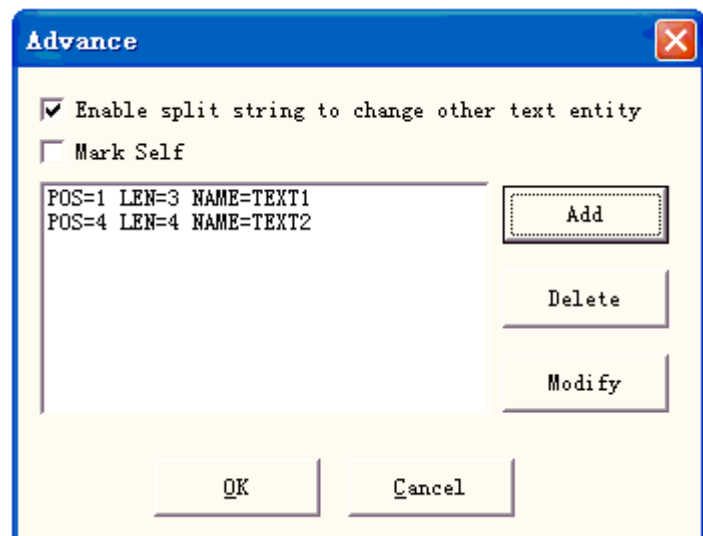 Advance
Enable split string to change other text entity
Mark Self
POS=1 LEN=3 NAME=TEXT1
POS=4 LEN=4 NAME=TEXT2
Add
Delete
Modify
OK
Cancel